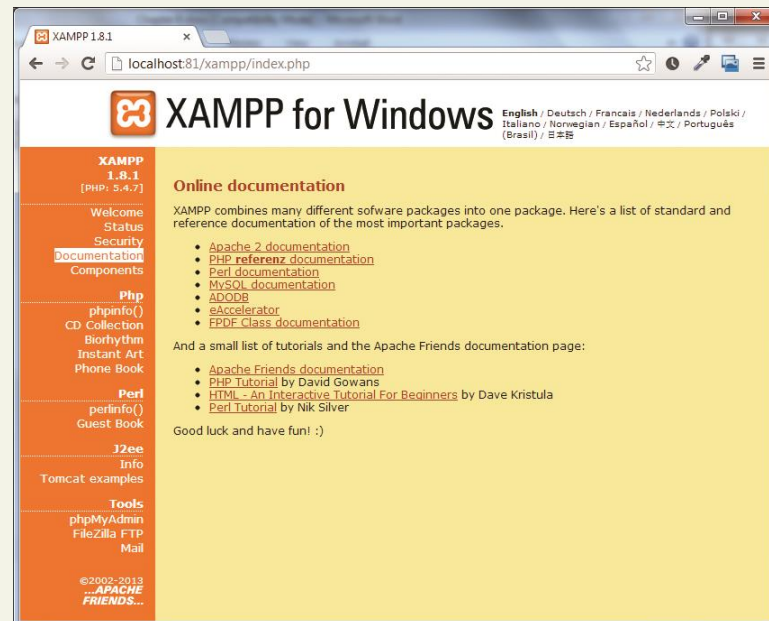 XAMPP 1.8.1
localhost:81/xampp/index.php
XAMPP for Windows
English / Deutsch / Francais / Nederlands / Polski /
Italiano / Norwegian / Español / 中文 / Português
(Brasil) / 日本語
XAMPP
1.8.1
[PHP: 5.4.7]
Welcome
Status
Security
Documentation
Components
Php
phpinfo()
CD Collection
Biorhythm
Instant Art
Phone Book
Perl
perlinfo()
Guest Book
J2ee
Info
Tomcat examples
Tools
phpMyAdmin
FileZilla FTP
Mail
©2002-2013
...APACHE
FRIENDS...
Online documentation
XAMPP combines many different sofware packages into one package. Here's a list of standard and
reference documentation of the most important packages.
Apache 2 documentation
PHP referenz documentation
Perl documentation
MySQL documentation
ADODB
eAccelerator
FPDF Class documentation
And a small list of tutorials and the Apache Friends documentation page:
Apache Friends documentation
PHP Tutorial by David Gowans
HTML - An Interactive Tutorial For Beginners by Dave Kristula
Perl Tutorial by Nik Silver
Good luck and have fun! :)